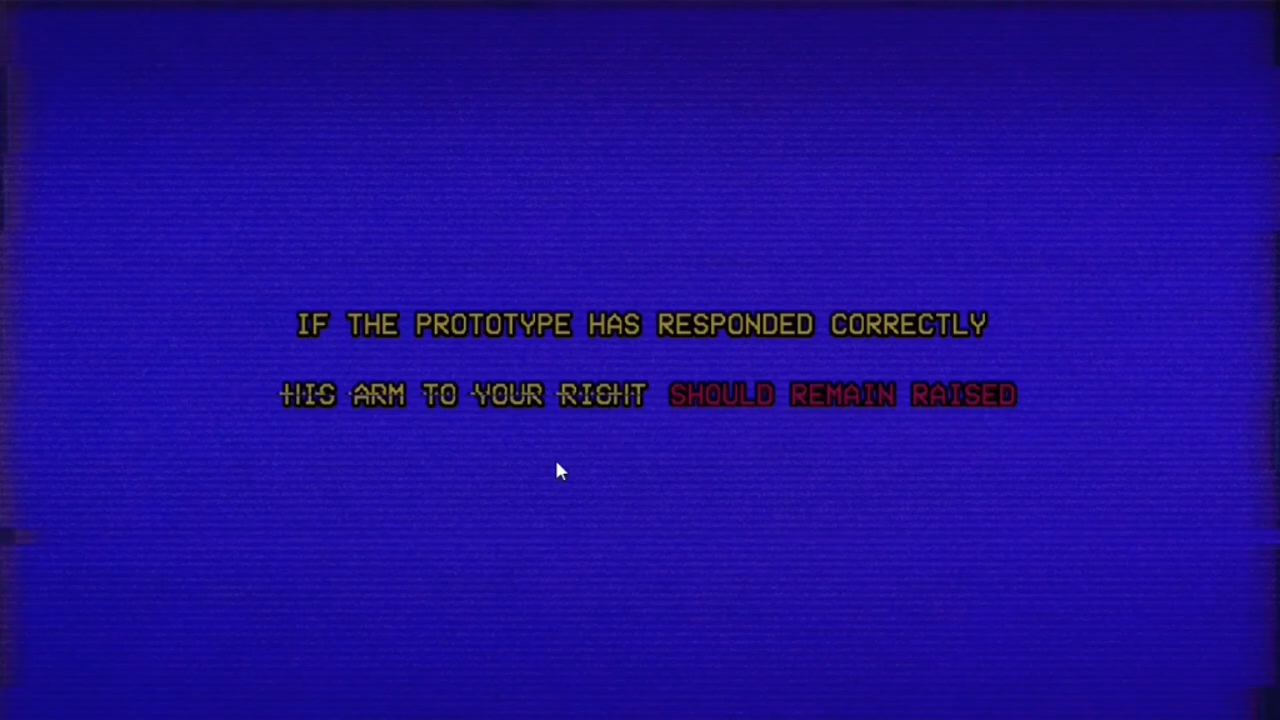 IF THE PROTOTYPE HAS RESPONDED CORRECTLY
HIS ARM TO YOUR RIGHT SHOULD REMAIN RAISED